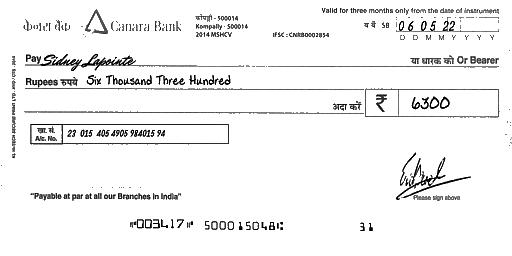 केनरा बैंक Canara Bank
कोंपल्ली - 500014
Kompally - 500014
2014 MSHCV
IFSC : CNRB0002854
Valid for three months only from the date of instrument
06 05 22
D D M M Y Y Y Y
Pay Sidney Lapointe या धारक को Or Bearer
Rupees रुपये Six Thousand Three Hundred
अदा करें ₹ 6300
खा. सं.
A/c. No. 23 015 405 4905 984015 94
Please sign above
"Payable at par at all our Branches in India"
⑈003417⑈ 500015048⑆ 31